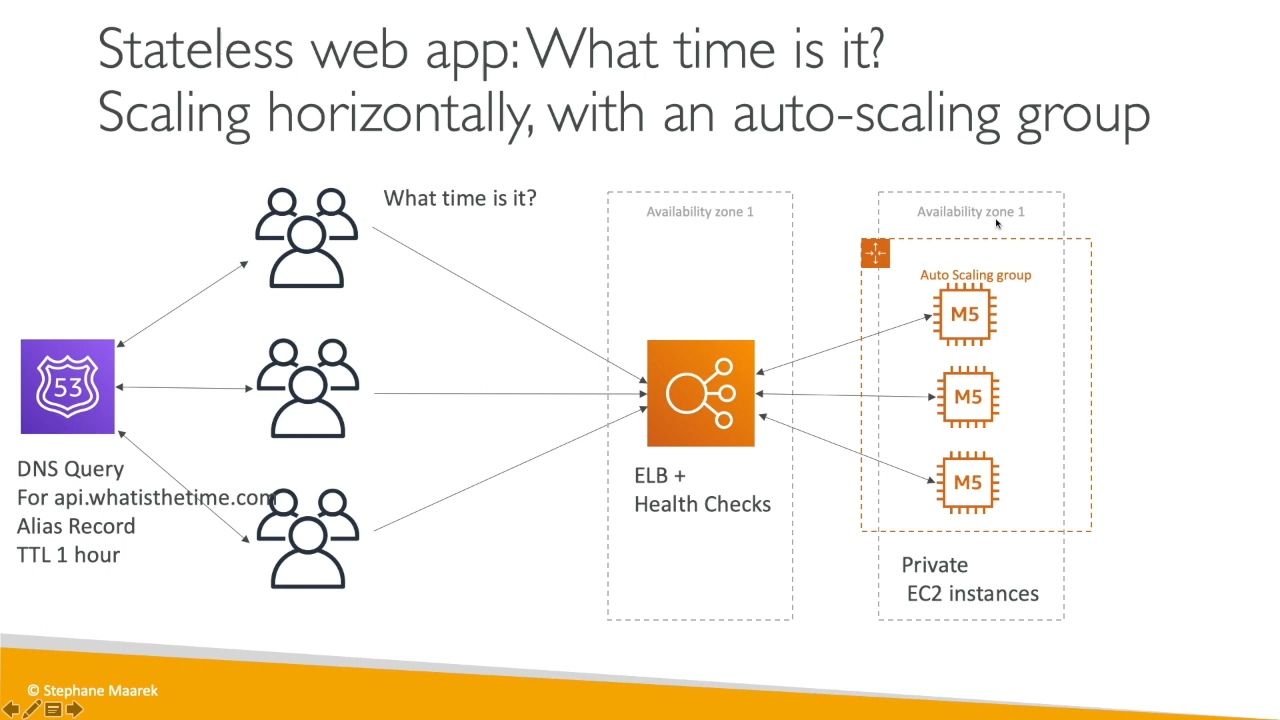 Stateless web app: What time is it?
Scaling horizontally, with an auto-scaling group
What time is it?
Availability zone 1
Availability zone 1
Auto Scaling group
M5
M5
M5
53
DNS Query
For api.whatisthetime.com
Alias Record
TTL 1 hour
ELB +
Health Checks
Private
EC2 instances
© Stephane Maarek